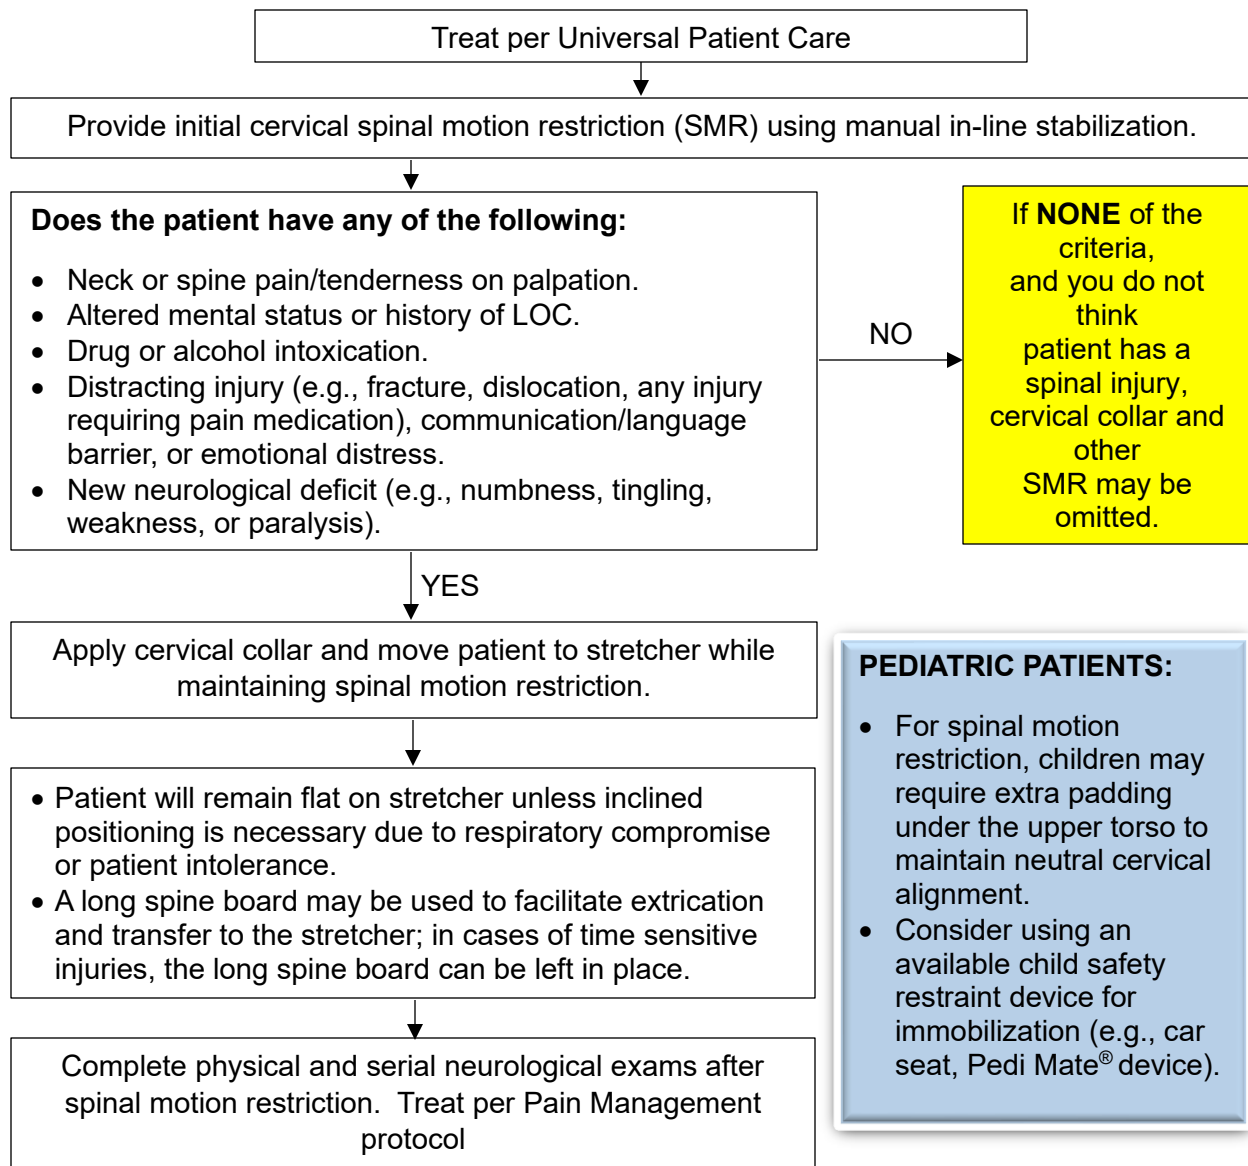 Treat per Universal Patient Care
Provide initial cervical spinal motion restriction (SMR) using manual in-line stabilization.
Does the patient have any of the following:
• Neck or spine pain/tenderness on palpation.
• Altered mental status or history of LOC.
• Drug or alcohol intoxication.
• Distracting injury (e.g., fracture, dislocation, any injury
requiring pain medication), communication/language
barrier, or emotional distress.
• New neurological deficit (e.g., numbness, tingling,
weakness, or paralysis).
NO
If NONE of the
criteria,
and you do not
think
patient has a
spinal injury,
cervical collar and
other
SMR may be
omitted.
YES
Apply cervical collar and move patient to stretcher while
maintaining spinal motion restriction.
• Patient will remain flat on stretcher unless inclined
positioning is necessary due to respiratory compromise
or patient intolerance.
• A long spine board may be used to facilitate extrication
and transfer to the stretcher; in cases of time sensitive
injuries, the long spine board can be left in place.
Complete physical and serial neurological exams after
spinal motion restriction.  Treat per Pain Management
protocol
PEDIATRIC PATIENTS:
• For spinal motion
restriction, children may
require extra padding
under the upper torso to
maintain neutral cervical
alignment.
• Consider using an
available child safety
restraint device for
immobilization (e.g., car
seat, Pedi Mate® device).